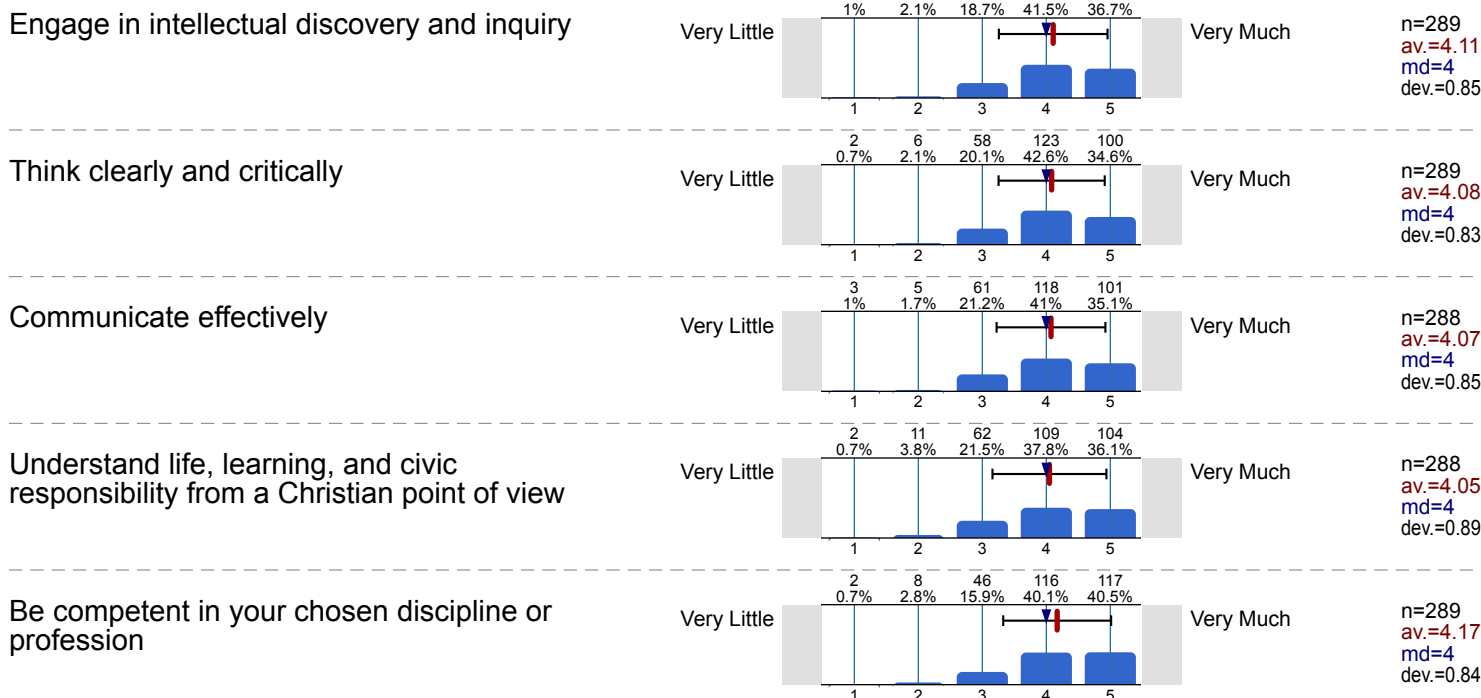 1% 2.1% 18.7% 41.5% 36.7%
Engage in intellectual discovery and inquiry Very Little Very Much n=289
av.=4.11
md=4
dev.=0.85
1 2 3 4 5
2 6 58 123 100
0.7% 2.1% 20.1% 42.6% 34.6%
Think clearly and critically Very Little Very Much n=289
av.=4.08
md=4
dev.=0.83
1 2 3 4 5
3 5 61 118 101
1% 1.7% 21.2% 41% 35.1%
Communicate effectively Very Little Very Much n=288
av.=4.07
md=4
dev.=0.85
1 2 3 4 5
2 11 62 109 104
0.7% 3.8% 21.5% 37.8% 36.1%
Understand life, learning, and civic Very Little Very Much n=288
responsibility from a Christian point of view av.=4.05
md=4
dev.=0.89
1 2 3 4 5
2 8 46 116 117
0.7% 2.8% 15.9% 40.1% 40.5%
Be competent in your chosen discipline or Very Little Very Much n=289
profession av.=4.17
md=4
dev.=0.84
1 2 3 4 5